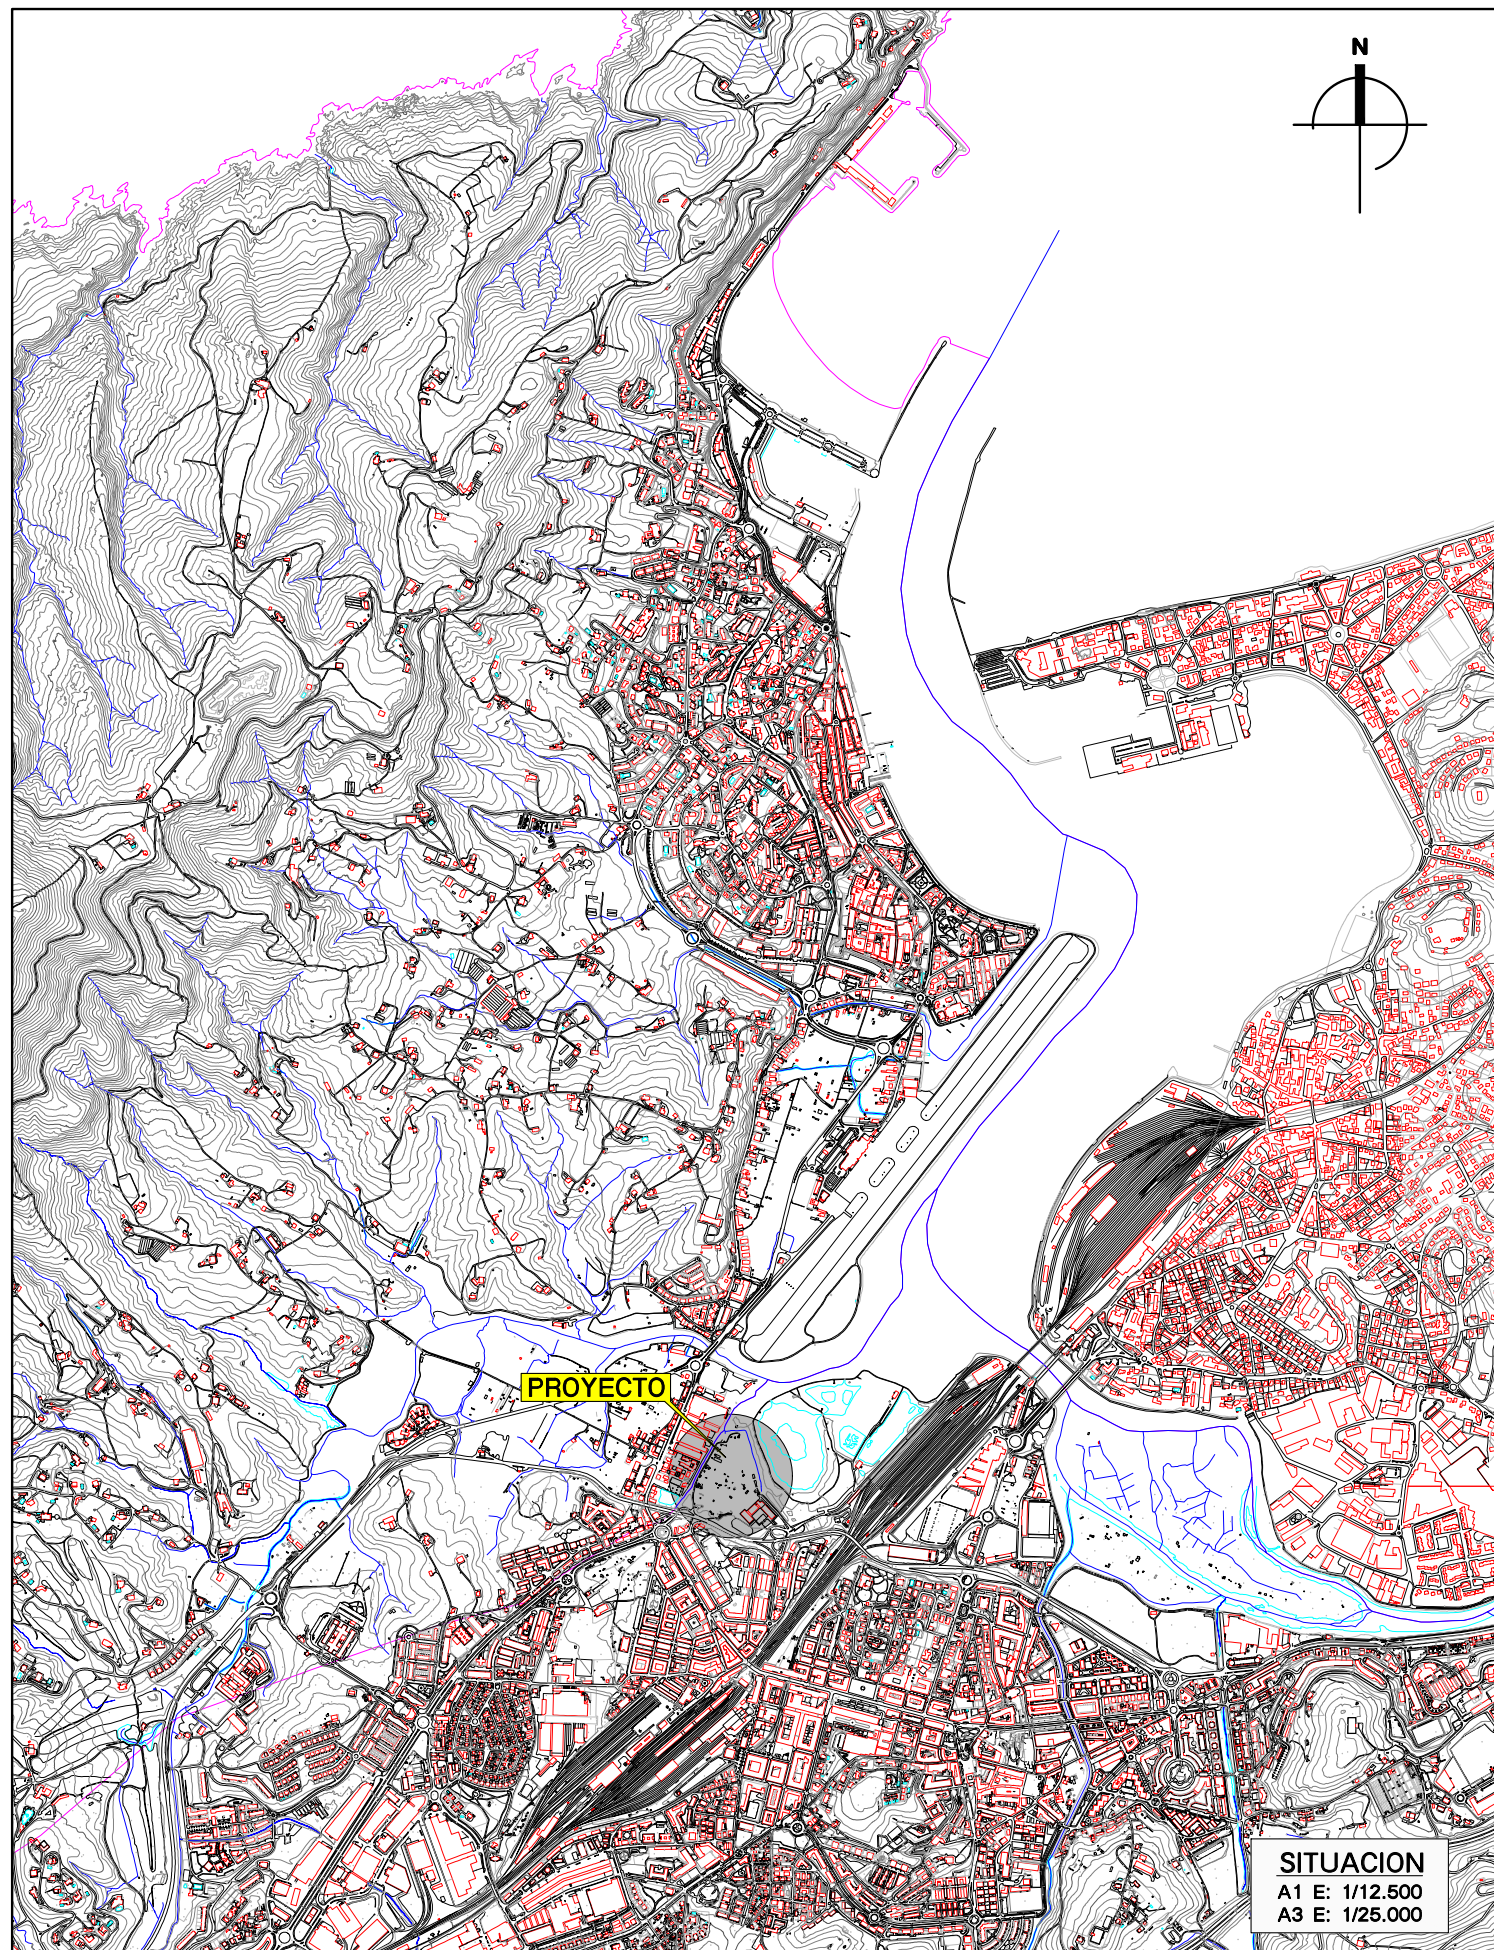 N
PROYECTO
SITUACION
A1 E: 1/12.500
A3 E: 1/25.000